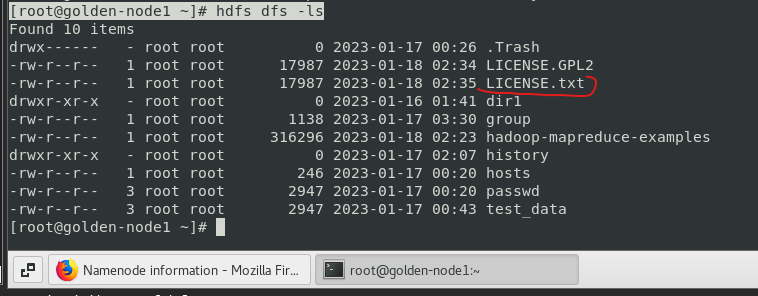 [root@golden-node1 ~]# hdfs dfs -ls
Found 10 items
drwx------   - root root          0 2023-01-17 00:26 .Trash
-rw-r--r--   1 root root      17987 2023-01-18 02:34 LICENSE.GPL2
-rw-r--r--   1 root root      17987 2023-01-18 02:35 LICENSE.txt
drwxr-xr-x   - root root          0 2023-01-16 01:41 dir1
-rw-r--r--   1 root root       1138 2023-01-17 03:30 group
-rw-r--r--   1 root root     316296 2023-01-18 02:23 hadoop-mapreduce-examples
drwxr-xr-x   - root root          0 2023-01-17 02:07 history
-rw-r--r--   1 root root        246 2023-01-17 00:20 hosts
-rw-r--r--   3 root root       2947 2023-01-17 00:20 passwd
-rw-r--r--   3 root root       2947 2023-01-17 00:43 test_data
[root@golden-node1 ~]#
Namenode information - Mozilla Fir...
root@golden-node1:~